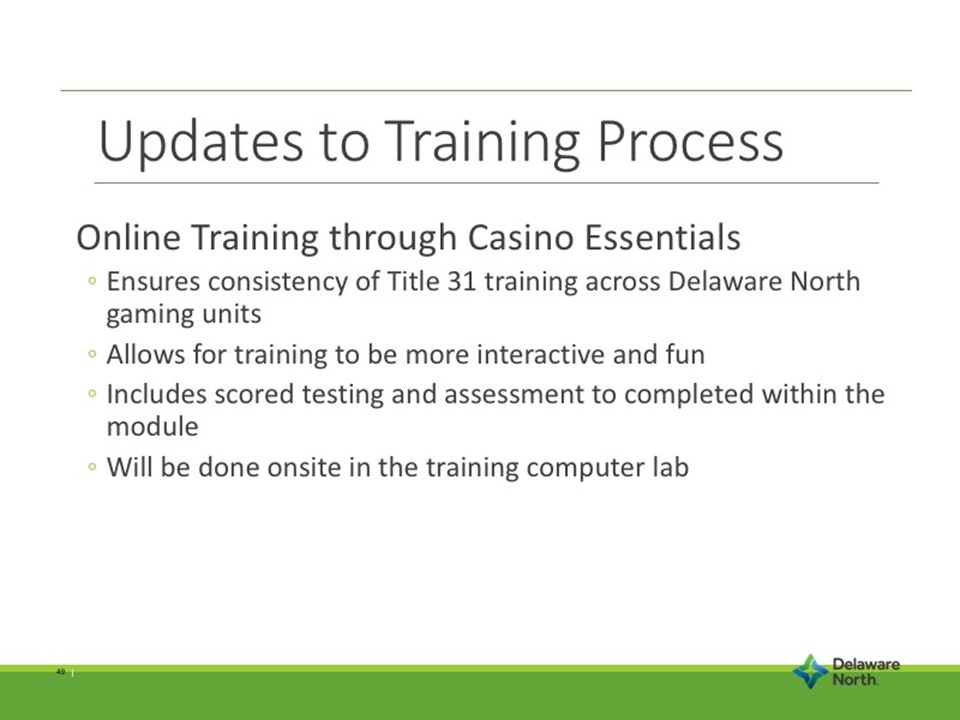 Updates to Training Process
Online Training through Casino Essentials
◦ Ensures consistency of Title 31 training across Delaware North
gaming units
◦ Allows for training to be more interactive and fun
◦ Includes scored testing and assessment to completed within the
module
◦ Will be done onsite in the training computer lab
49 |
Delaware
North.